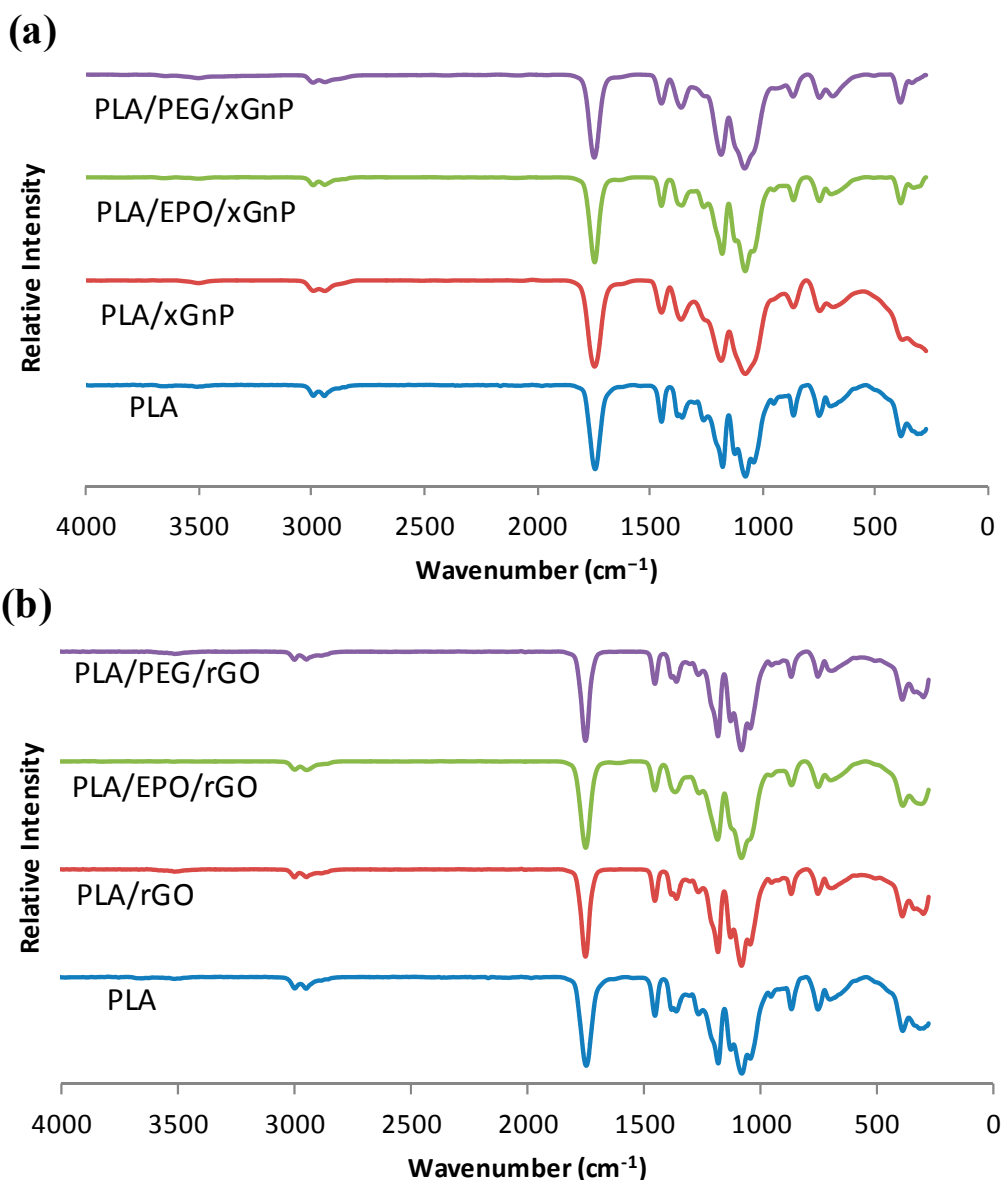 (a)
PLA/PEG/xGnP
PLA/EPO/xGnP
PLA/xGnP
PLA
Relative Intensity
4000 3500 3000 2500 2000 1500 1000 500 0
Wavenumber (cm⁻¹)
(b)
PLA/PEG/rGO
PLA/EPO/rGO
PLA/rGO
PLA
Relative Intensity
4000 3500 3000 2500 2000 1500 1000 500 0
Wavenumber (cm⁻¹)